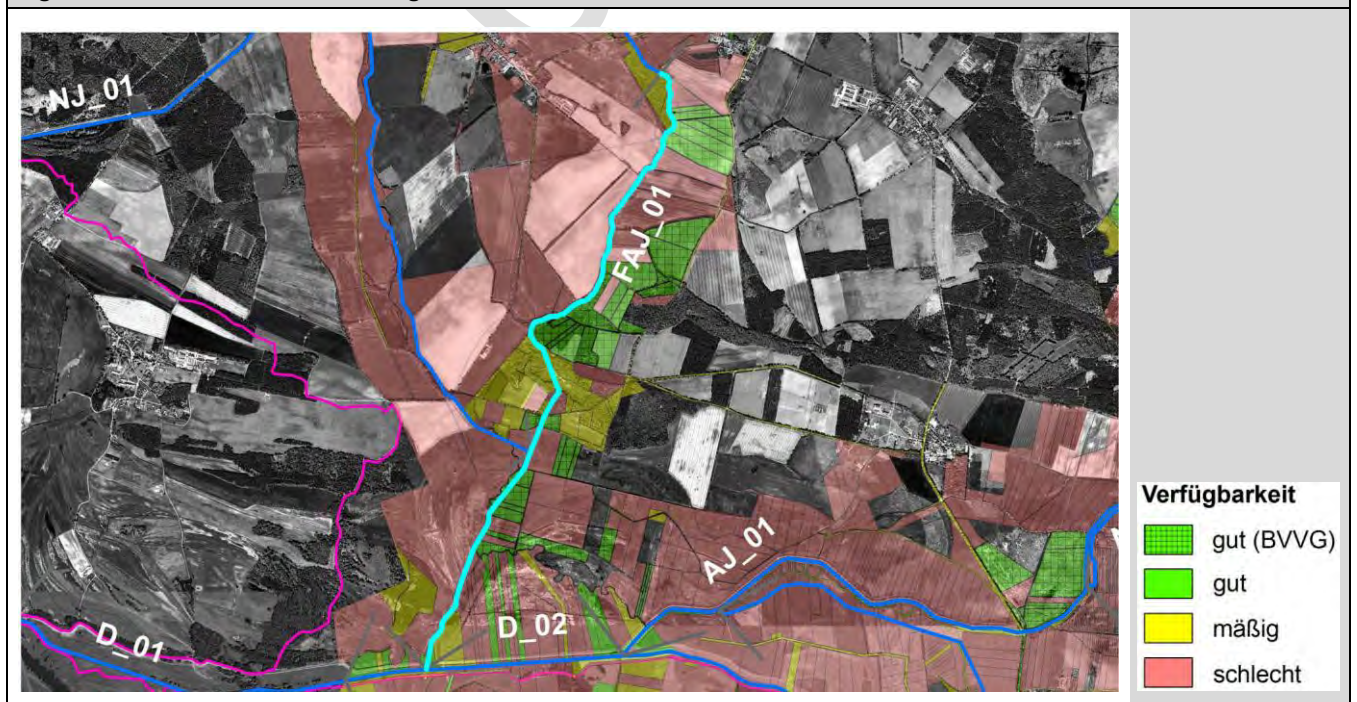 NJ_01
FAJ_01
AJ_01
D_02
D_01
Verfügbarkeit
gut (BVVG)
gut
mäßig
schlecht